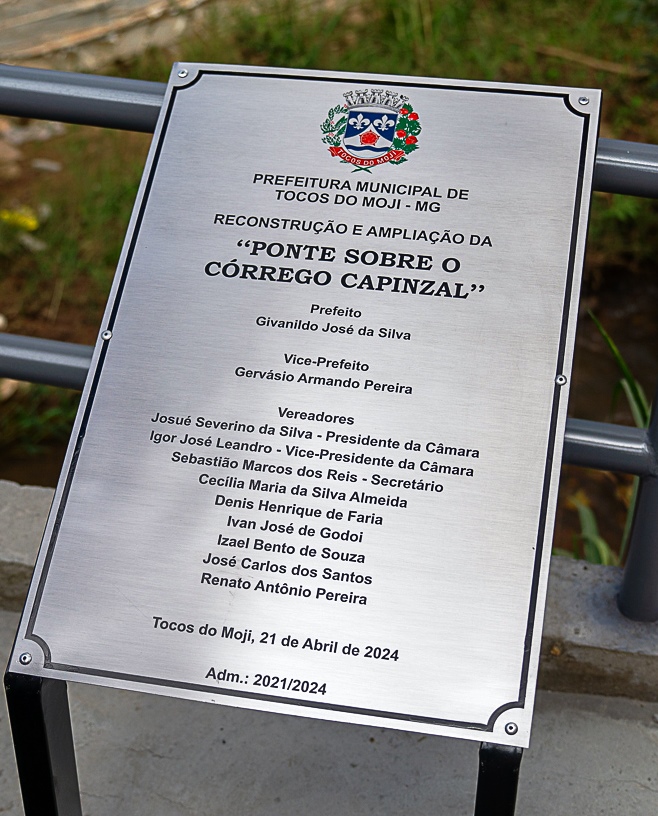 TOCOS DO MOJI
PREFEITURA MUNICIPAL DE
TOCOS DO MOJI - MG
RECONSTRUÇÃO E AMPLIAÇÃO DA
“PONTE SOBRE O
CÓRREGO CAPINZAL”
Prefeito
Givanildo José da Silva
Vice-Prefeito
Gervásio Armando Pereira
Vereadores
Josué Severino da Silva - Presidente da Câmara
Igor José Leandro - Vice-Presidente da Câmara
Sebastião Marcos dos Reis - Secretário
Cecília Maria da Silva Almeida
Denis Henrique de Faria
Ivan José de Godoi
Izael Bento de Souza
José Carlos dos Santos
Renato Antônio Pereira
Tocos do Moji, 21 de Abril de 2024
Adm.: 2021/2024